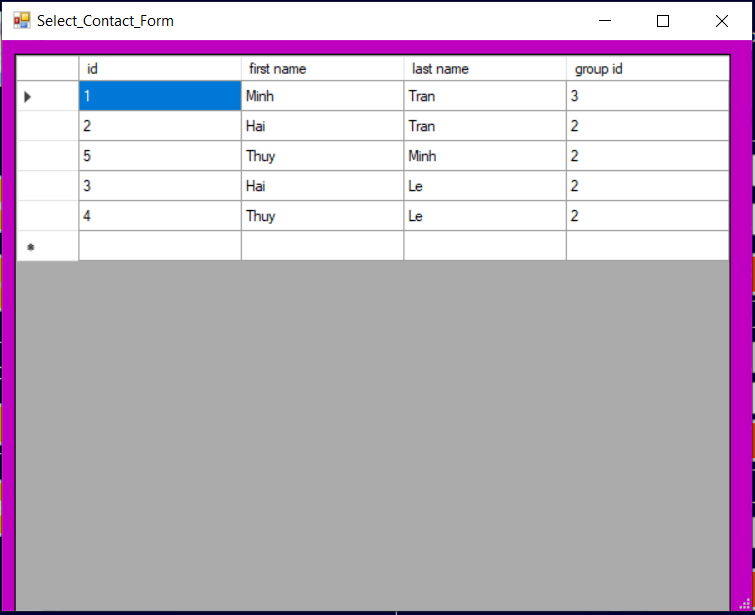 Select_Contact_Form
id first name last name group id
1 Minh Tran 3
2 Hai Tran 2
5 Thuy Minh 2
3 Hai Le 2
4 Thuy Le 2